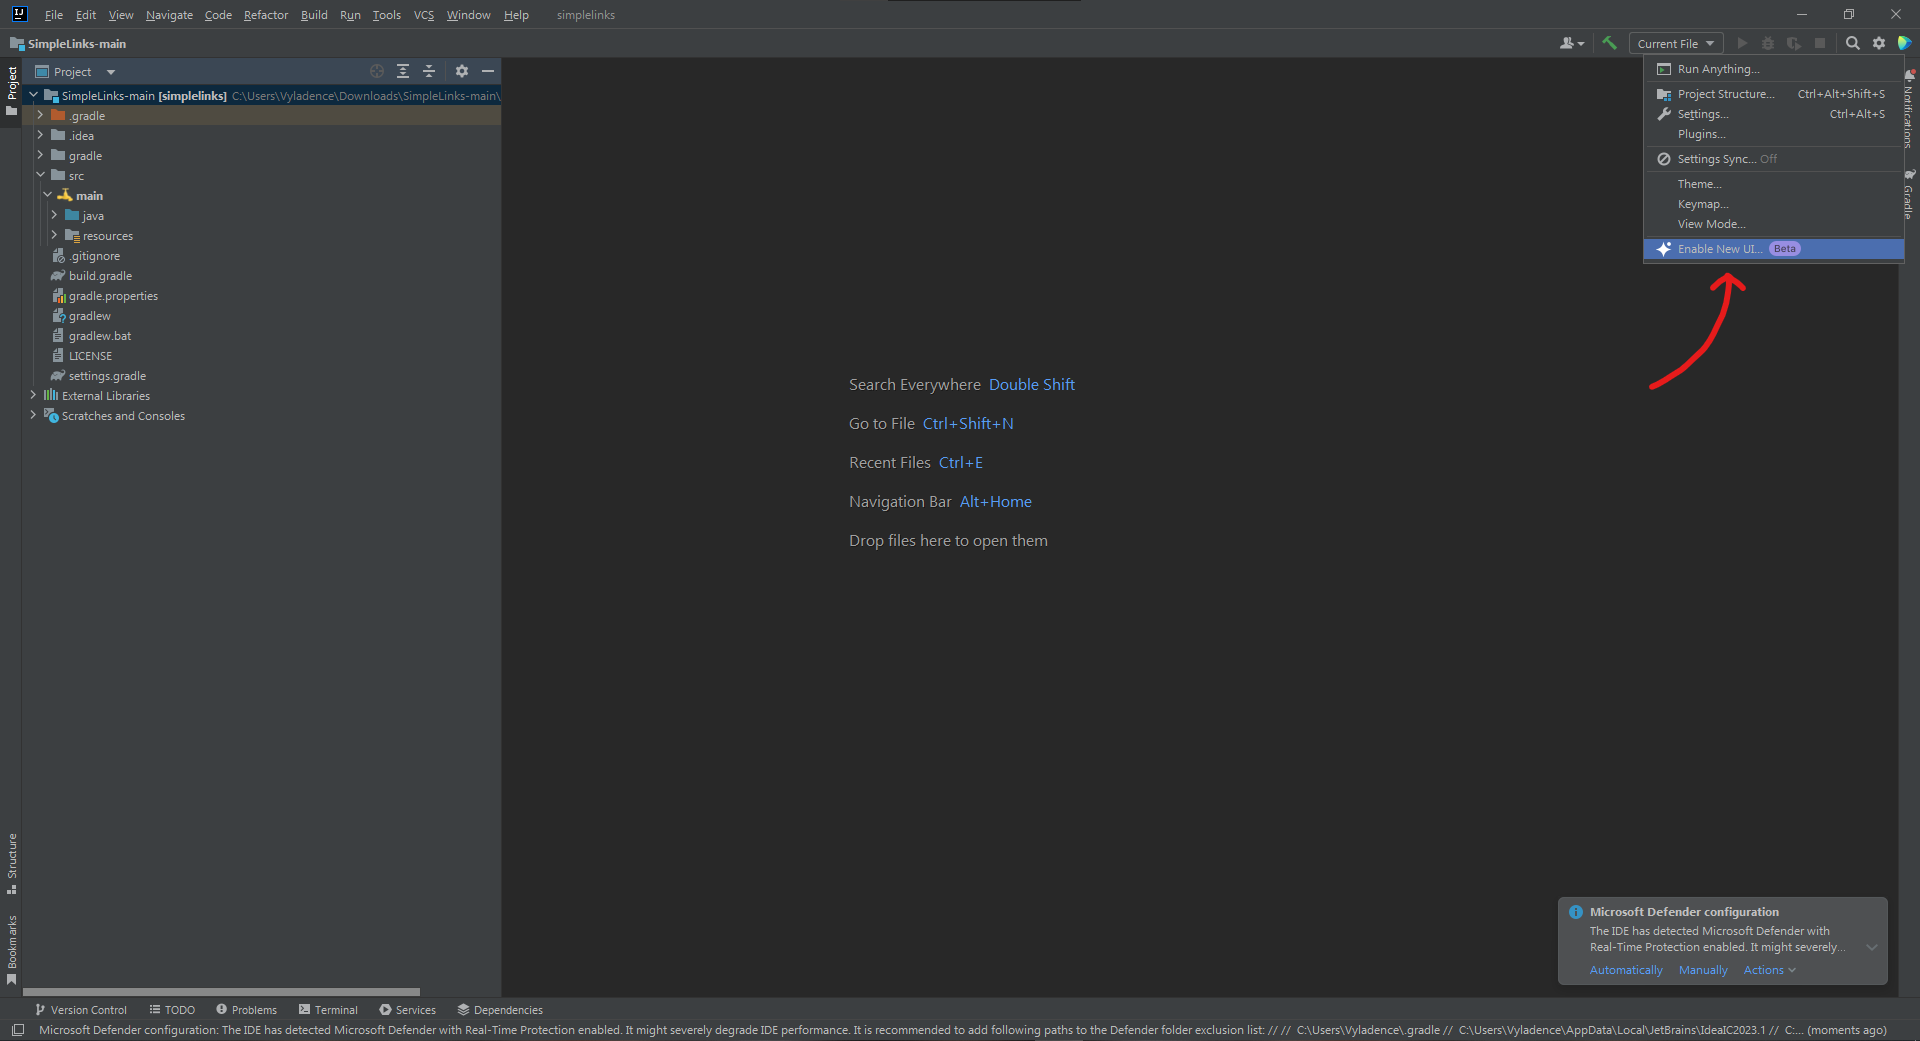 IJ File Edit View Navigate Code Refactor Build Run Tools VCS Window Help simplelinks
SimpleLinks-main
Current File
Project
Project
SimpleLinks-main [simplelinks] C:\Users\Vyladence\Downloads\SimpleLinks-main\
.gradle
.idea
gradle
src
main
java
resources
.gitignore
build.gradle
gradle.properties
gradlew
gradlew.bat
LICENSE
settings.gradle
External Libraries
Scratches and Consoles
Structure
Bookmarks
Search Everywhere Double Shift
Go to File Ctrl+Shift+N
Recent Files Ctrl+E
Navigation Bar Alt+Home
Drop files here to open them
Run Anything...
Project Structure... Ctrl+Alt+Shift+S
Settings... Ctrl+Alt+S
Plugins...
Settings Sync... Off
Theme...
Keymap...
View Mode...
Enable New UI... Beta
Notifications
Gradle
Microsoft Defender configuration
The IDE has detected Microsoft Defender with
Real-Time Protection enabled. It might severely...
Automatically Manually Actions
Version Control TODO Problems Terminal Services Dependencies
Microsoft Defender configuration: The IDE has detected Microsoft Defender with Real-Time Protection enabled. It might severely degrade IDE performance. It is recommended to add following paths to the Defender folder exclusion list: // // C:\Users\Vyladence\.gradle // C:\Users\Vyladence\AppData\Local\JetBrains\IdeaIC2023.1 // C:... (moments ago)